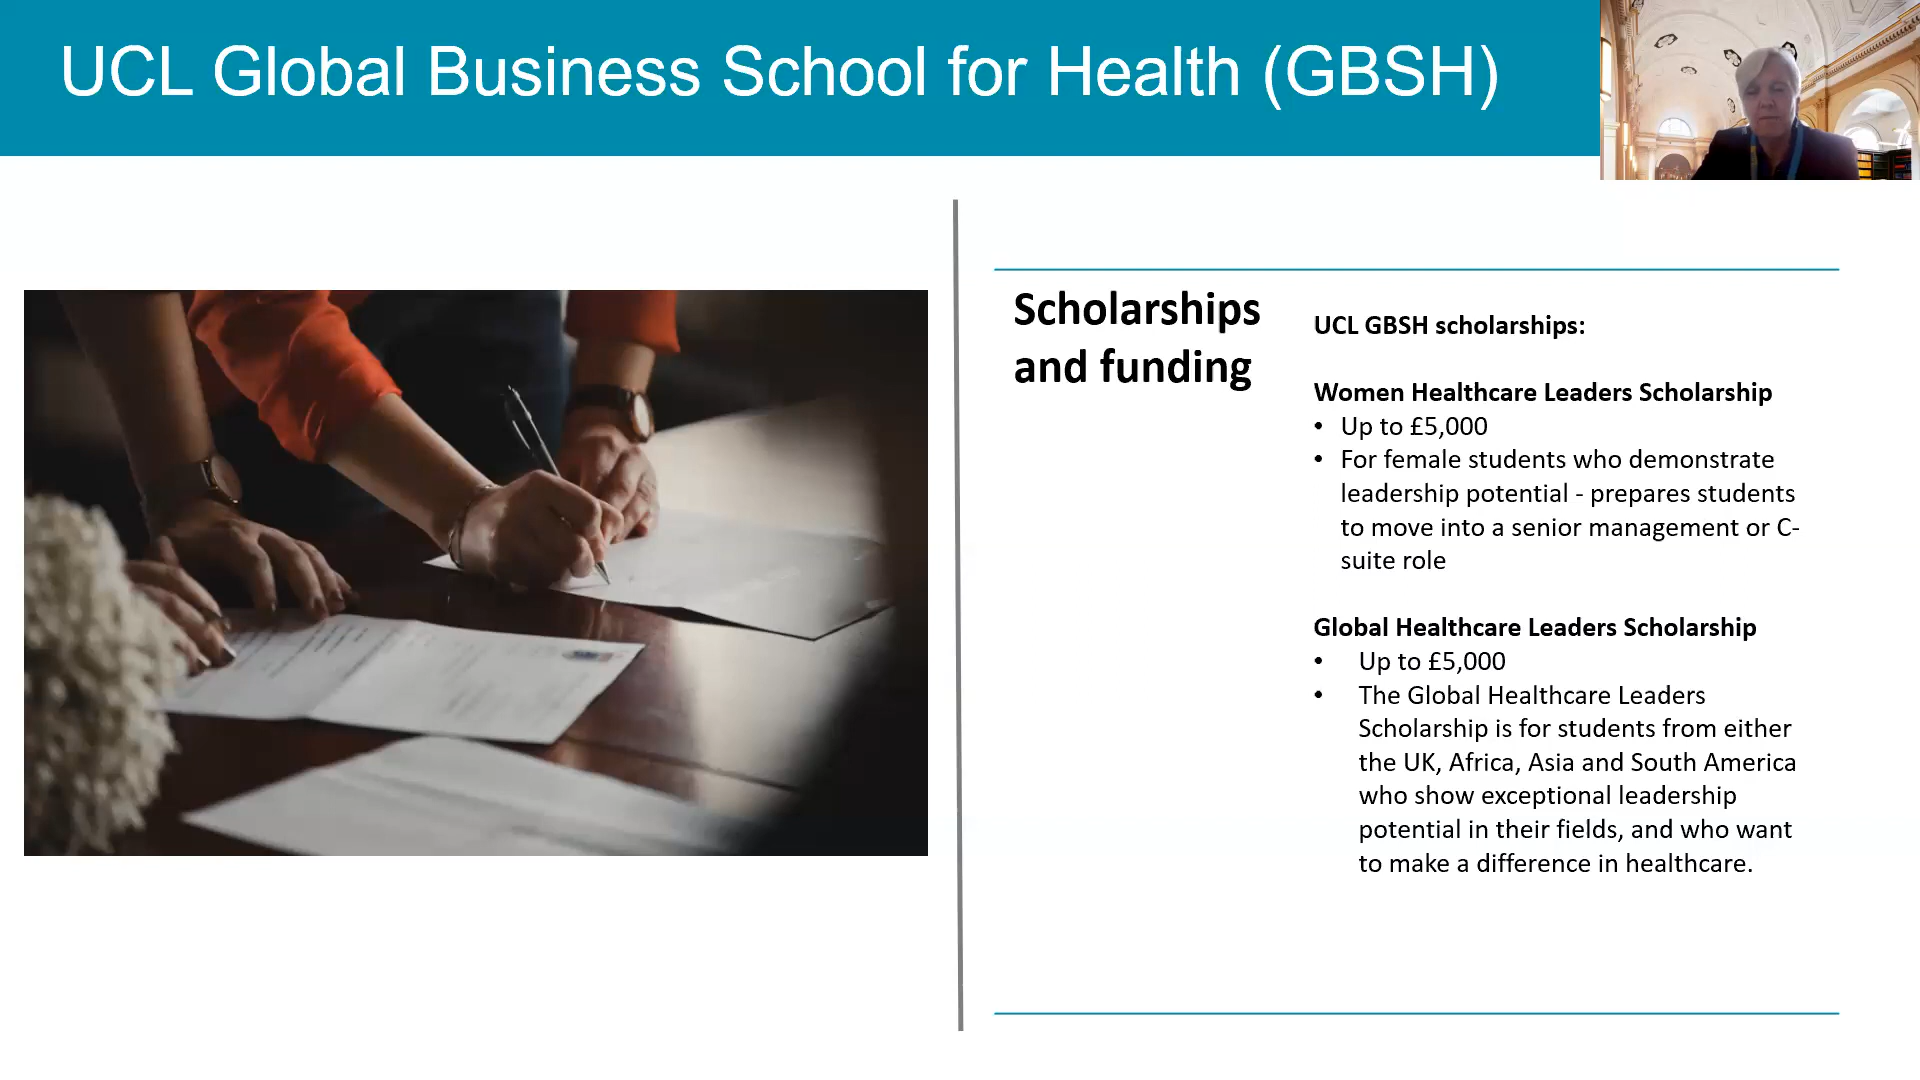 UCL Global Business School for Health (GBSH)
Scholarships
and funding
UCL GBSH scholarships:
Women Healthcare Leaders Scholarship
• Up to £5,000
• For female students who demonstrate
leadership potential - prepares students
to move into a senior management or C-
suite role
Global Healthcare Leaders Scholarship
• Up to £5,000
• The Global Healthcare Leaders
Scholarship is for students from either
the UK, Africa, Asia and South America
who show exceptional leadership
potential in their fields, and who want
to make a difference in healthcare.